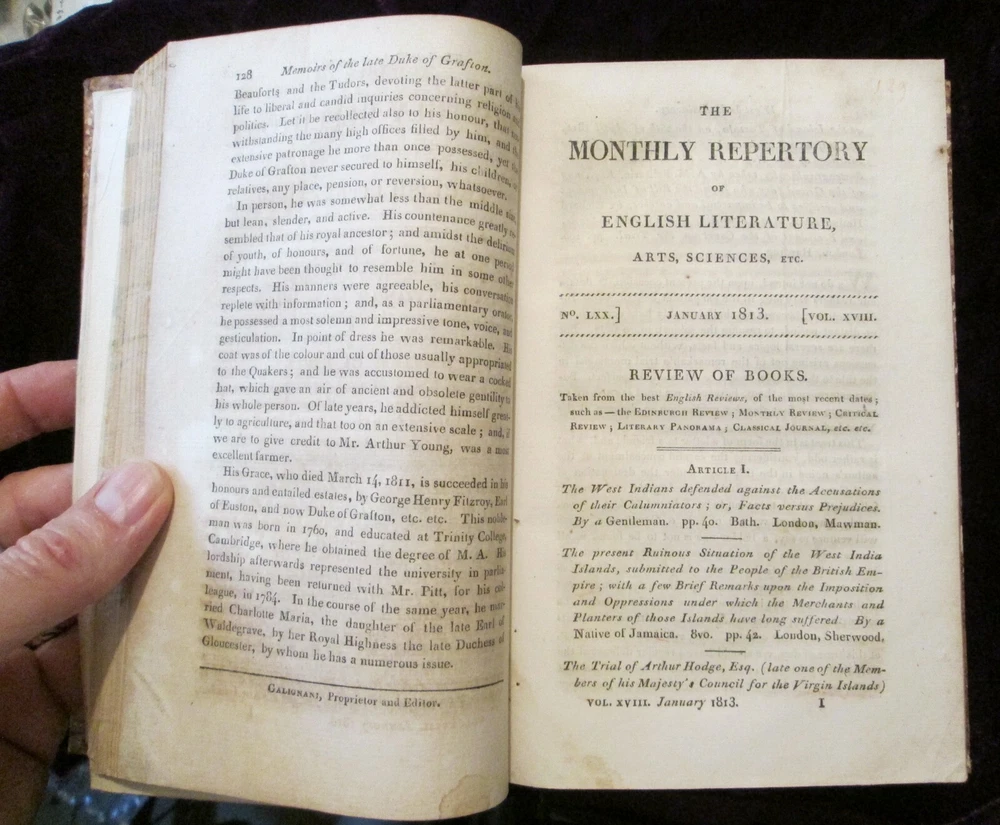 128 Memoirs of the late Duke of Grafton.
Beauforts and the Tudors, devoting the latter part of
life to liberal and candid inquiries concerning religion
politics. Let it be recollected also to his honour, that
withstanding the many high offices filled by him, and
extensive patronage he more than once possessed, yet
Duke of Grafton never secured to himself, his children,
relatives, any place, pension, or reversion, whatsoever.
In person, he was somewhat less than the middle
but lean, slender, and active. His countenance greatly
sembled that of his royal ancestor; and amidst the delirium
of youth, of honours, and of fortune, he at one period
might have been thought to resemble him in some other
respects. His manners were agreeable, his conversation
replete with information; and, as a parliamentary orator,
he possessed a most solemn and impressive tone, voice, and
gesticulation. In point of dress he was remarkable. His
coat was of the colour and cut of those usually appropriated
to the Quakers; and he was accustomed to wear a cocked
hat, which gave an air of ancient and obsolete gentility to
his whole person. Of late years, he addicted himself great-
ly to agriculture, and that too on an extensive scale; and, if
we are to give credit to Mr. Arthur Young, was a most
excellent farmer.
His Grace, who died March 14, 1811, is succeeded in his
honours and entailed estates, by George Henry Fitzroy, Earl
of Euston, and now Duke of Grafton, etc. etc. This noble-
man was born in 1760, and educated at Trinity College,
Cambridge, where he obtained the degree of M. A. His
lordship afterwards represented the university in parlia-
ment, having been returned with Mr. Pitt, for his col-
league, in 1784. In the course of the same year, he mar-
ried Charlotte Maria, the daughter of the late Earl of
Waldegrave, by her Royal Highness the late Duchess of
Gloucester, by whom he has a numerous issue.
GALIGNANI, Proprietor and Editor.
THE
MONTHLY REPERTORY
OF
ENGLISH LITERATURE,
ARTS, SCIENCES, ETC.
No. LXX.] JANUARY 1813. [VOL. XVIII.
REVIEW OF BOOKS.
Taken from the best English Reviews, of the most recent dates;
such as — the EDINBURGH REVIEW; MONTHLY REVIEW; CRITICAL
REVIEW; LITERARY PANORAMA; CLASSICAL JOURNAL, etc. etc.
ARTICLE I.
The West Indians defended against the Accusations
of their Calumniators; or, Facts versus Prejudices.
By a Gentleman. pp. 40. Bath. London, Mawman.
The present Ruinous Situation of the West India
Islands, submitted to the People of the British Em-
pire; with a few Brief Remarks upon the Imposition
and Oppressions under which the Merchants and
Planters of those Islands have long suffered. By a
Native of Jamaica. 8vo. pp. 42. London, Sherwood.
The Trial of Arthur Hodge, Esq. (late one of the Mem-
bers of his Majesty's Council for the Virgin Islands)
VOL. XVIII. January 1813. I